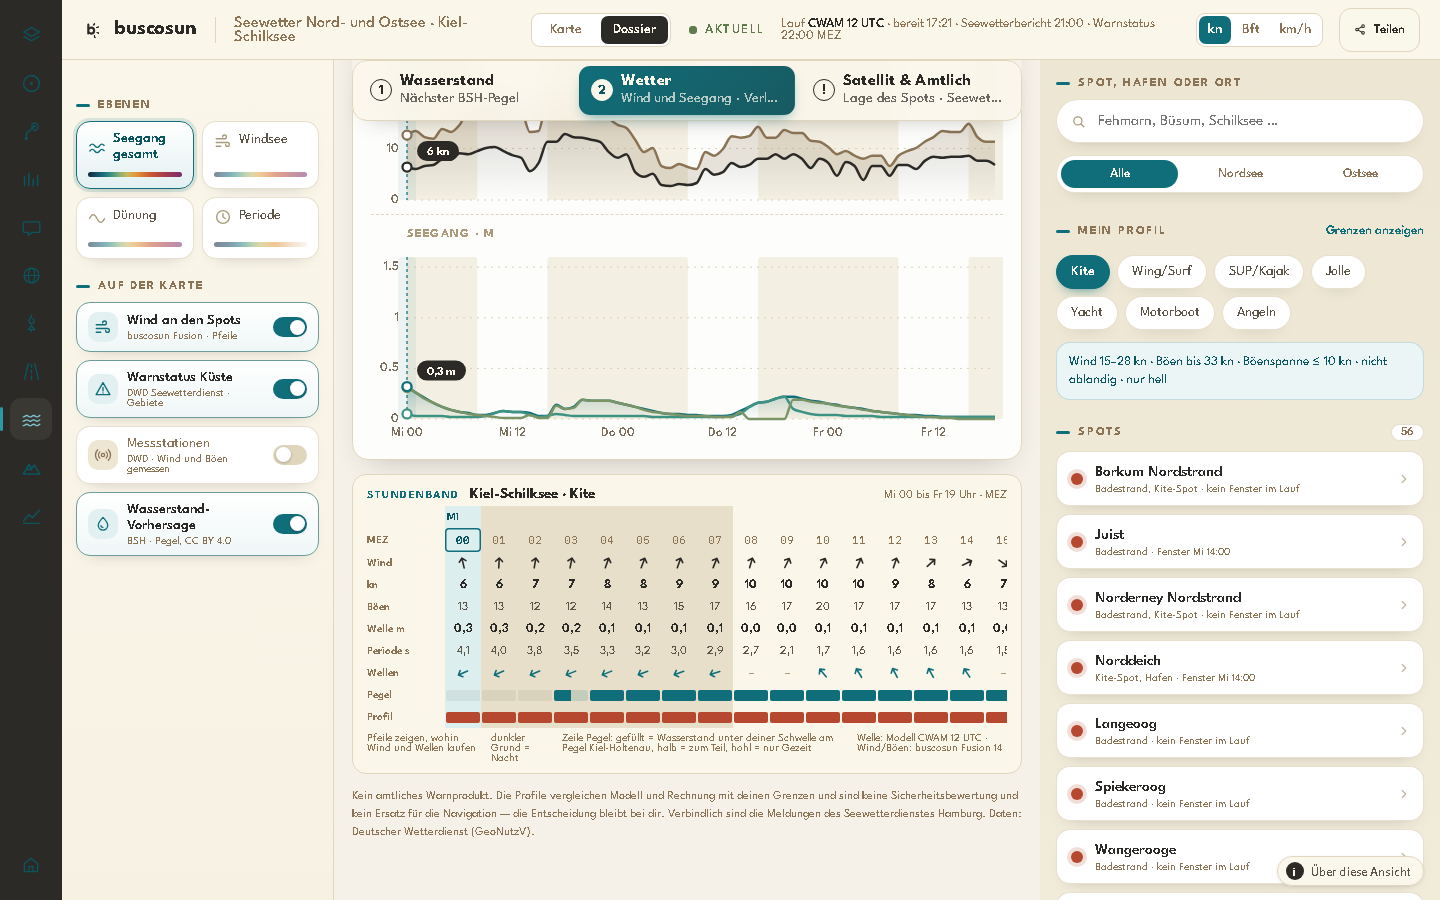 buscosun
Seewetter Nord- und Ostsee · Kiel-
Schilksee
Karte
Dossier
AKTUELL
Lauf CWAM 12 UTC · bereit 17:21 · Seewetterbericht 21:00 · Warnstatus
22:00 MEZ
kn
Bft
km/h
Teilen
EBENEN
Seegang
gesamt
Windsee
Dünung
Periode
AUF DER KARTE
Wind an den Spots
buscosun Fusion · Pfeile
Warnstatus Küste
DWD Seewetterdienst ·
Gebiete
Messstationen
DWD · Wind und Böen
gemessen
Wasserstand-
Vorhersage
BSH · Pegel, CC BY 4.0
1
Wasserstand
Nächster BSH-Pegel
2
Wetter
Wind und Seegang · Verl...
!
Satellit & Amtlich
Lage des Spots · Seewet...
10
6 kn
0
SEEGANG · M
1.5
1
0.5
0,3 m
0
Mi 00
Mi 12
Do 00
Do 12
Fr 00
Fr 12
STUNDENBAND
Kiel-Schilksee · Kite
Mi 00 bis Fr 19 Uhr · MEZ
MI
MEZ 00 01 02 03 04 05 06 07 08 09 10 11 12 13 14
Wind
kn 6 6 7 7 8 8 9 9 10 10 10 10 9 8 6 7
Böen 13 13 12 12 14 13 15 17 16 17 20 17 17 17 13
Welle m 0,3 0,3 0,2 0,2 0,1 0,1 0,1 0,1 0,0 0,0 0,1 0,1 0,1 0,1 0,1
Periode s 4,1 4,0 3,8 3,5 3,3 3,2 3,0 2,9 2,7 2,1 1,7 1,6 1,6 1,6 1,6
Wellen – – –
Pegel
Profil
Pfeile zeigen, wohin
Wind und Wellen laufen
dunkler
Grund =
Nacht
Zeile Pegel: gefüllt = Wasserstand unter deiner Schwelle am
Pegel Kiel-Holtenau, halb = zum Teil, hohl = nur Gezeit
Welle: Modell CWAM 12 UTC ·
Wind/Böen: buscosun Fusion 14
Kein amtliches Warnprodukt. Die Profile vergleichen Modell und Rechnung mit deinen Grenzen und sind keine Sicherheitsbewertung und
kein Ersatz für die Navigation — die Entscheidung bleibt bei dir. Verbindlich sind die Meldungen des Seewetterdienstes Hamburg. Daten:
Deutscher Wetterdienst (GeoNutzV).
SPOT, HAFEN ODER ORT
Fehmarn, Büsum, Schilksee ...
Alle
Nordsee
Ostsee
MEIN PROFIL
Grenzen anzeigen
Kite
Wing/Surf
SUP/Kajak
Jolle
Yacht
Motorboot
Angeln
Wind 15–28 kn · Böen bis 33 kn · Böenspanne ≤ 10 kn · nicht
ablandig · nur hell
SPOTS
56
Borkum Nordstrand
Badestrand, Kite-Spot · kein Fenster im Lauf
Juist
Badestrand · Fenster Mi 14:00
Norderney Nordstrand
Badestrand, Kite-Spot · kein Fenster im Lauf
Norddeich
Kite-Spot, Hafen · Fenster Mi 14:00
Langeoog
Badestrand · kein Fenster im Lauf
Spiekeroog
Badestrand · kein Fenster im Lauf
Wangerooge
Badestrand · kein Fenster im Lauf
i
Über diese Ansicht